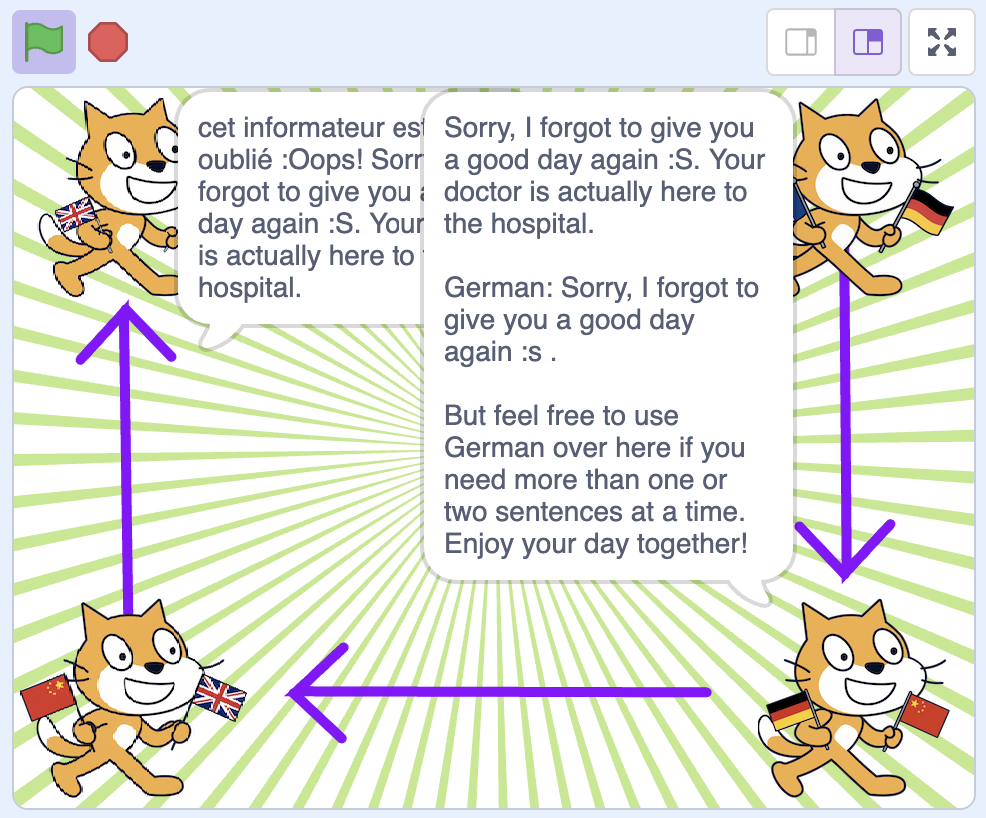 cet informateur est
oublié :Oops! Sorr
forgot to give you
day again :S. Your
is actually here to
hospital.
Sorry, I forgot to give you
a good day again :S. Your
doctor is actually here to
the hospital.
German: Sorry, I forgot to
give you a good day
again :s .
But feel free to use
German over here if you
need more than one or
two sentences at a time.
Enjoy your day together!